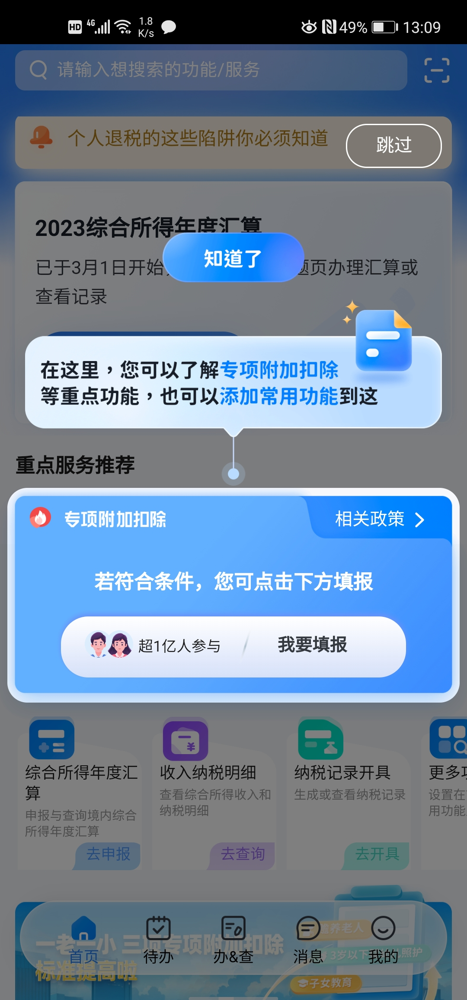 HD 4G 1.8 K/s 49% 13:09
请输入想搜索的功能/服务
个人退税的这些陷阱你必须知道
跳过
2023综合所得年度汇算
知道了
已于3月1日开始
页办理汇算或
查看记录
在这里，您可以了解专项附加扣除
等重点功能，也可以添加常用功能到这
重点服务推荐
专项附加扣除
相关政策
若符合条件，您可点击下方填报
超1亿人参与
我要填报
综合所得年度汇
算
申报与查询境内综合
所得年度汇算
去申报
收入纳税明细
查看综合所得收入和
纳税明细
去查询
纳税记录开具
生成或查看纳税记录
去开具
更多
设置在
用功能
一老一小 三项专项附加扣除
标准提高啦
赡养老人
3岁以下
照护
子女教育
首页
待办
办&查
消息
我的